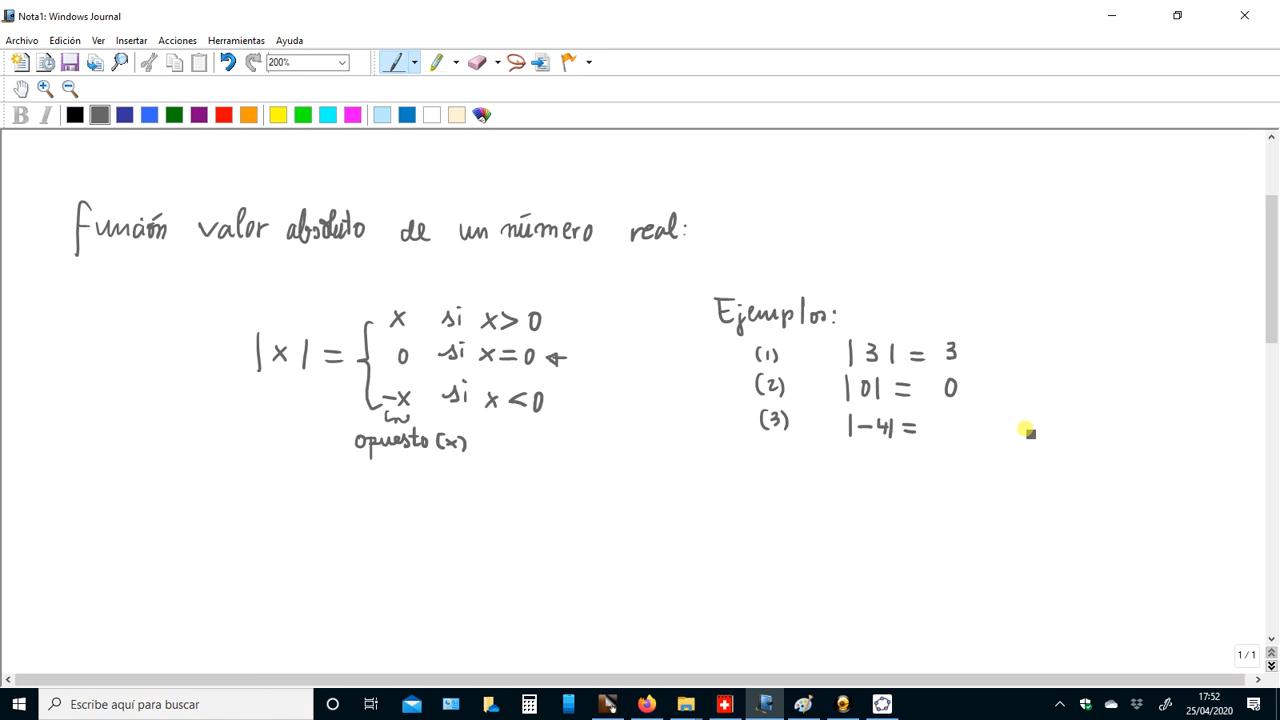 Nota1: Windows Journal
Archivo Edición Ver Insertar Acciones Herramientas Ayuda
200%
B I
Función valor absoluto de un número real:
|x| = { x si x > 0
0 si x = 0 ←
-x si x < 0
opuesto (x)
Ejemplos:
(1) |3| = 3
(2) |0| = 0
(3) |-4| =
1 / 1
Escribe aquí para buscar
17:52
25/04/2020